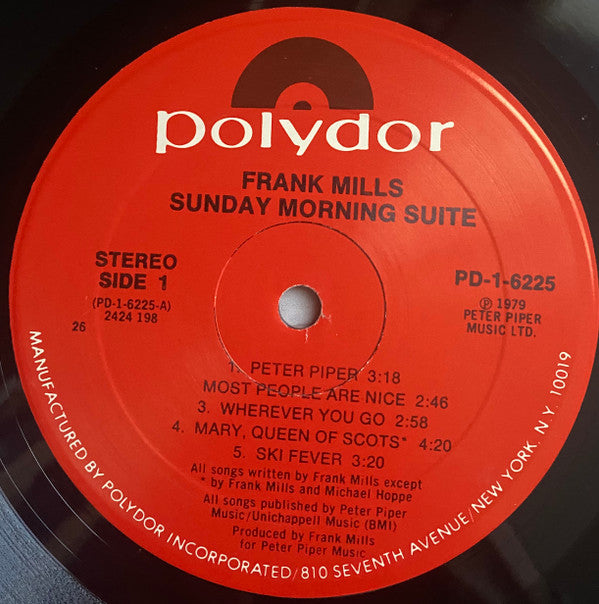 polydor
FRANK MILLS
SUNDAY MORNING SUITE
STEREO
SIDE 1
(PD-1-6225-A)
2424 198
26
PD-1-6225
Ⓟ 1979
PETER PIPER
MUSIC LTD.
1. PETER PIPER 3:18
MOST PEOPLE ARE NICE 2:46
3. WHEREVER YOU GO 2:58
4. MARY, QUEEN OF SCOTS* 4:20
5. SKI FEVER 3:20
All songs written by Frank Mills except
* by Frank Mills and Michael Hoppe
All songs published by Peter Piper
Music/Unichappell Music (BMI)
Produced by Frank Mills
for Peter Piper Music
MANUFACTURED BY POLYDOR INCORPORATED/810 SEVENTH AVENUE/NEW YORK, N.Y. 10019